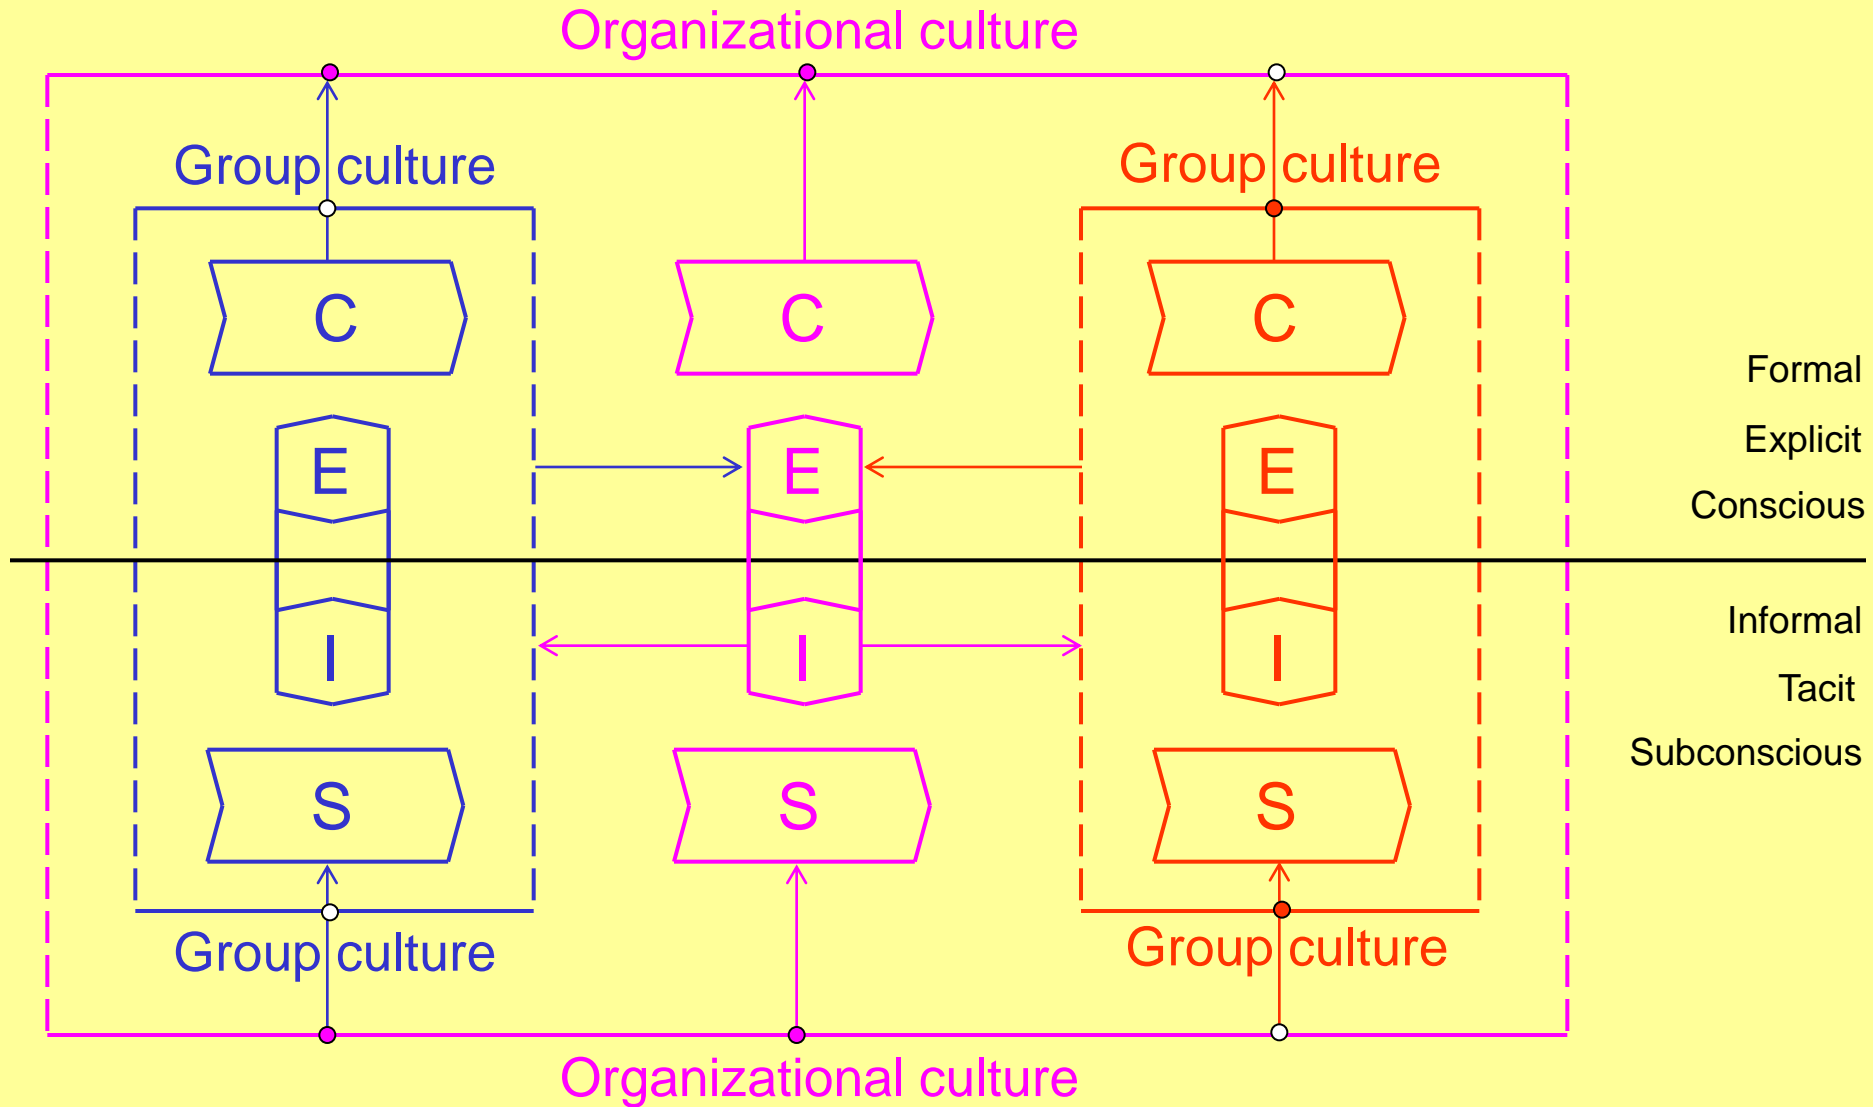 Organizational culture
Group culture
Group culture
C
C
C
Formal
Explicit
E
E
E
Conscious
Informal
I
I
I
Tacit
Subconscious
S
S
S
Group culture
Group culture
Organizational culture